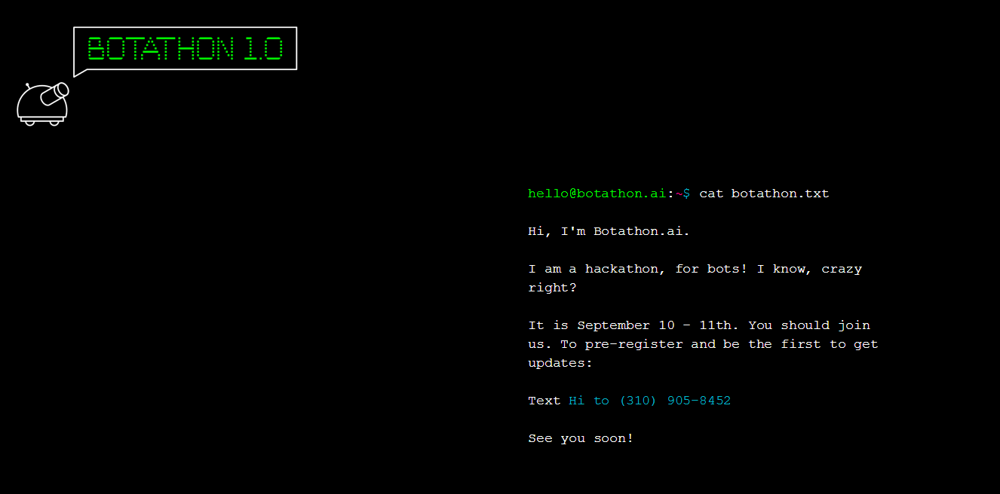 BOTATHON 1.0
hello@botathon.ai:~$ cat botathon.txt
Hi, I'm Botathon.ai.
I am a hackathon, for bots! I know, crazy
right?
It is September 10 - 11th. You should join
us. To pre-register and be the first to get
updates:
Text Hi to (310) 905-8452
See you soon!